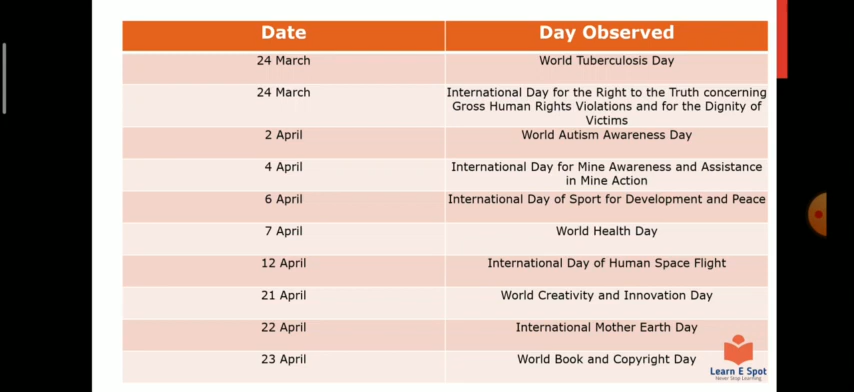 Date Day Observed
24 March World Tuberculosis Day
24 March International Day for the Right to the Truth concerning
Gross Human Rights Violations and for the Dignity of
Victims
2 April World Autism Awareness Day
4 April International Day for Mine Awareness and Assistance
in Mine Action
6 April International Day of Sport for Development and Peace
7 April World Health Day
12 April International Day of Human Space Flight
21 April World Creativity and Innovation Day
22 April International Mother Earth Day
23 April World Book and Copyright Day
Learn E Spot
Never Stop Learning